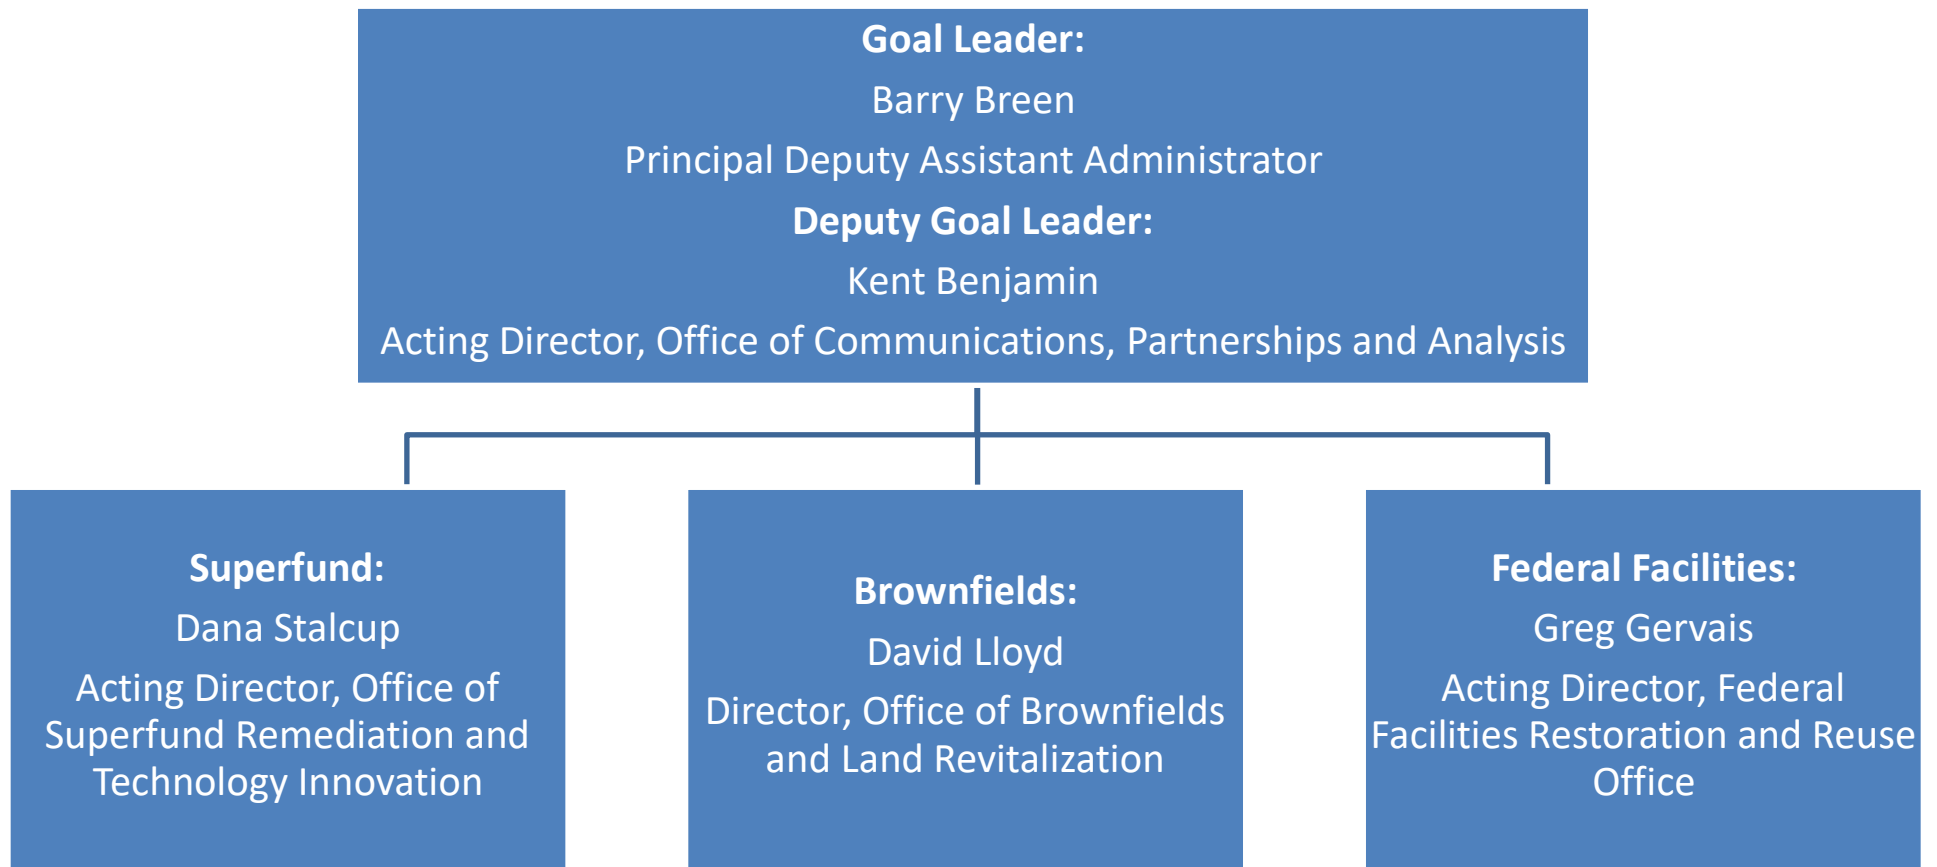 Goal Leader:
Barry Breen
Principal Deputy Assistant Administrator
Deputy Goal Leader:
Kent Benjamin
Acting Director, Office of Communications, Partnerships and Analysis
Superfund:
Dana Stalcup
Acting Director, Office of
Superfund Remediation and
Technology Innovation
Brownfields:
David Lloyd
Director, Office of Brownfields
and Land Revitalization
Federal Facilities:
Greg Gervais
Acting Director, Federal
Facilities Restoration and Reuse
Office